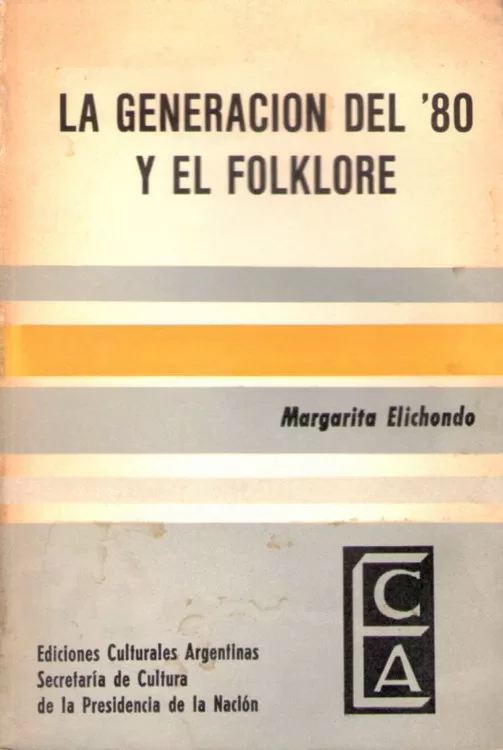 LA GENERACION DEL '80
Y EL FOLKLORE
Margarita Elichondo
Ediciones Culturales Argentinas
Secretaría de Cultura
de la Presidencia de la Nación
E
C
A